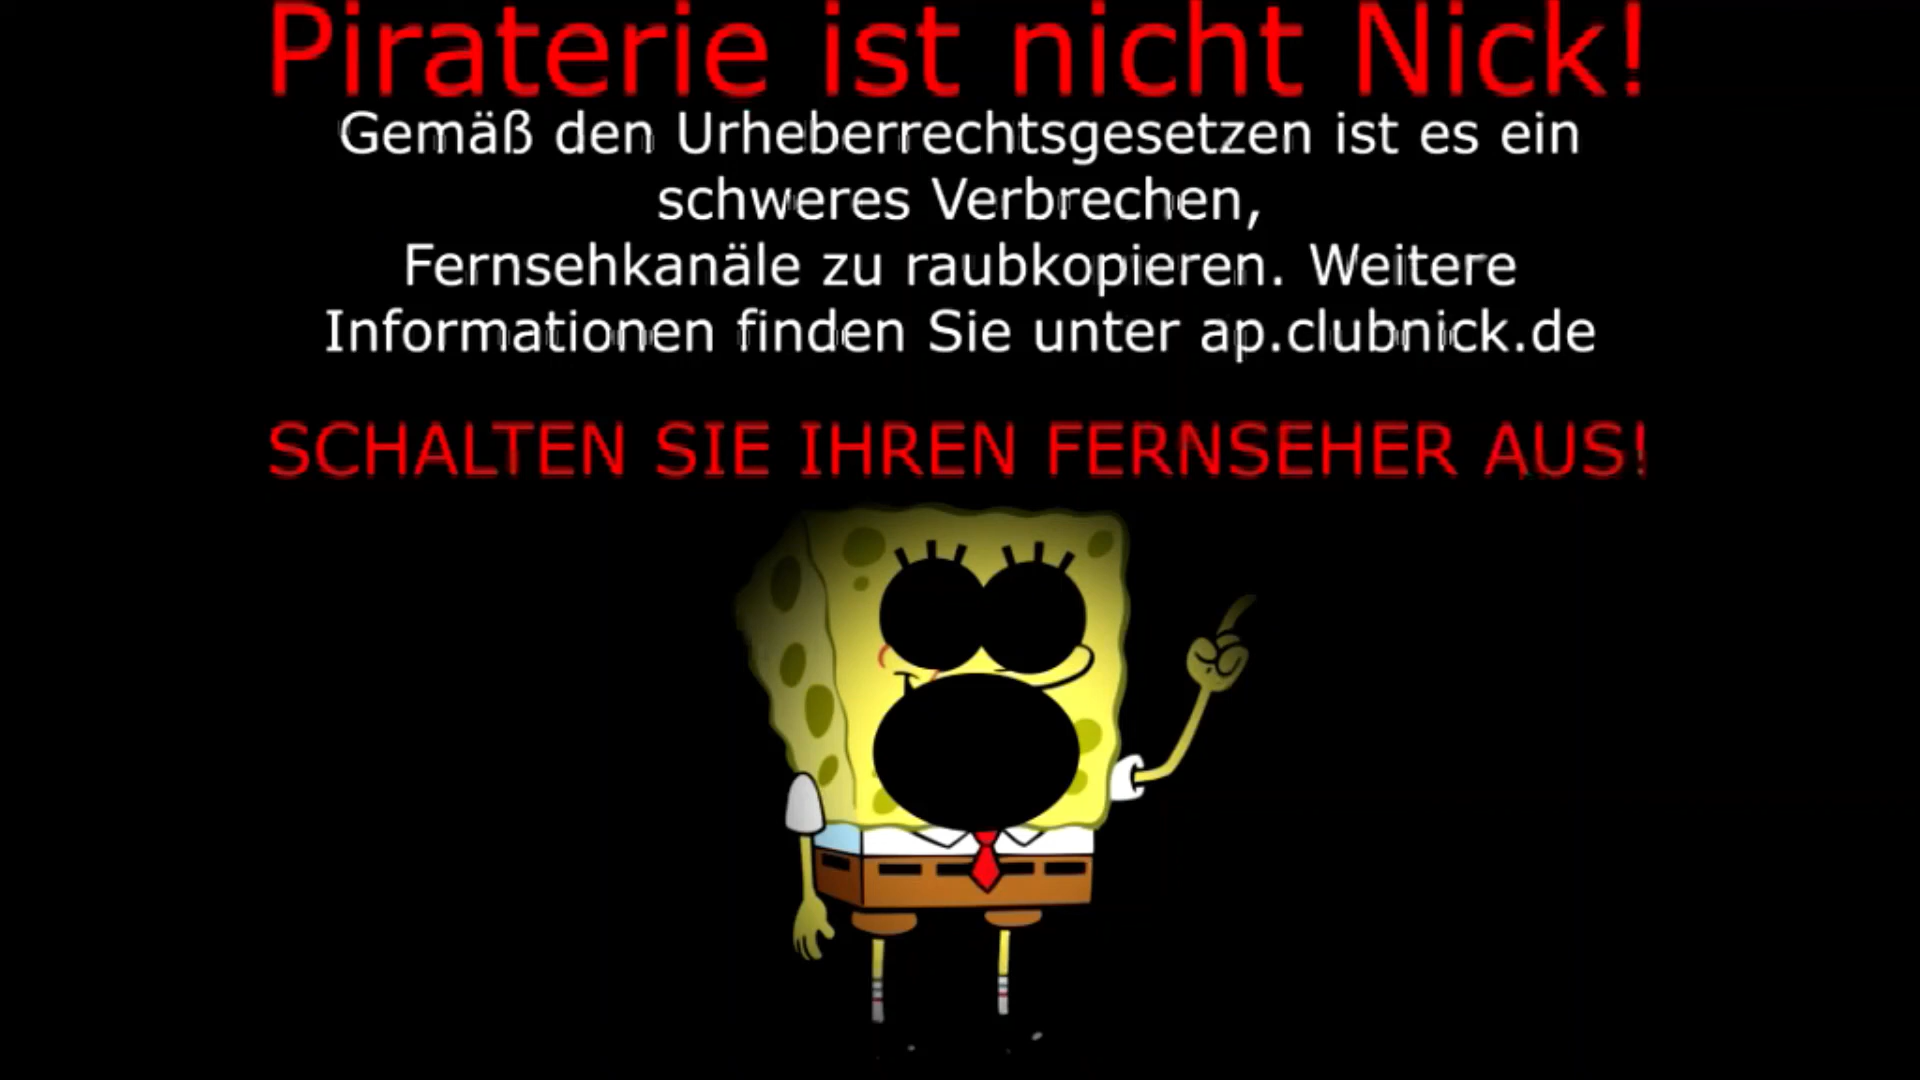 Piraterie ist nicht Nick!
Gemäß den Urheberrechtsgesetzen ist es ein
schweres Verbrechen,
Fernsehkanäle zu raubkopieren. Weitere
Informationen finden Sie unter ap.clubnick.de
SCHALTEN SIE IHREN FERNSEHER AUS!